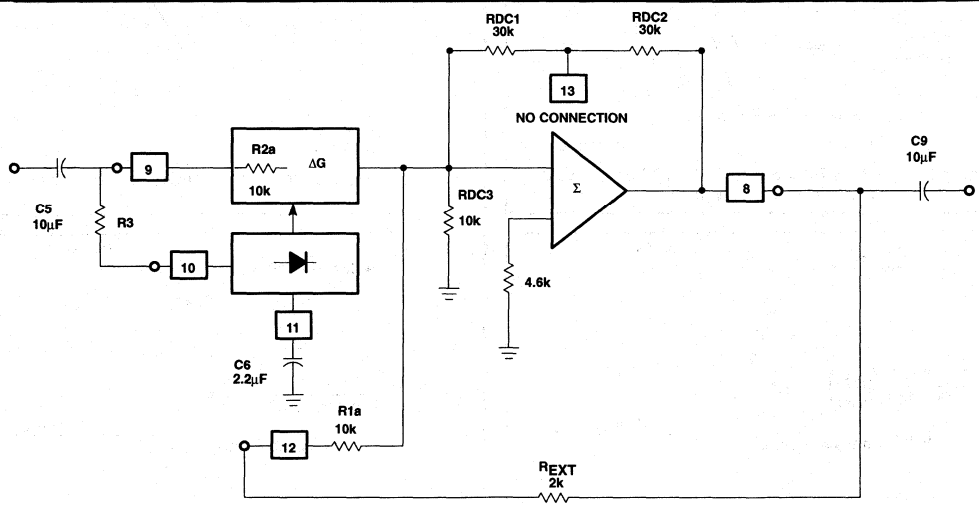 RDC1
30k
RDC2
30k
13
NO CONNECTION
C9
10µF
9
R2a
10k
ΔG
Σ
8
C5
10µF
R3
RDC3
10k
10
4.6k
11
C6
2.2µF
R1a
10k
12
REXT
2k